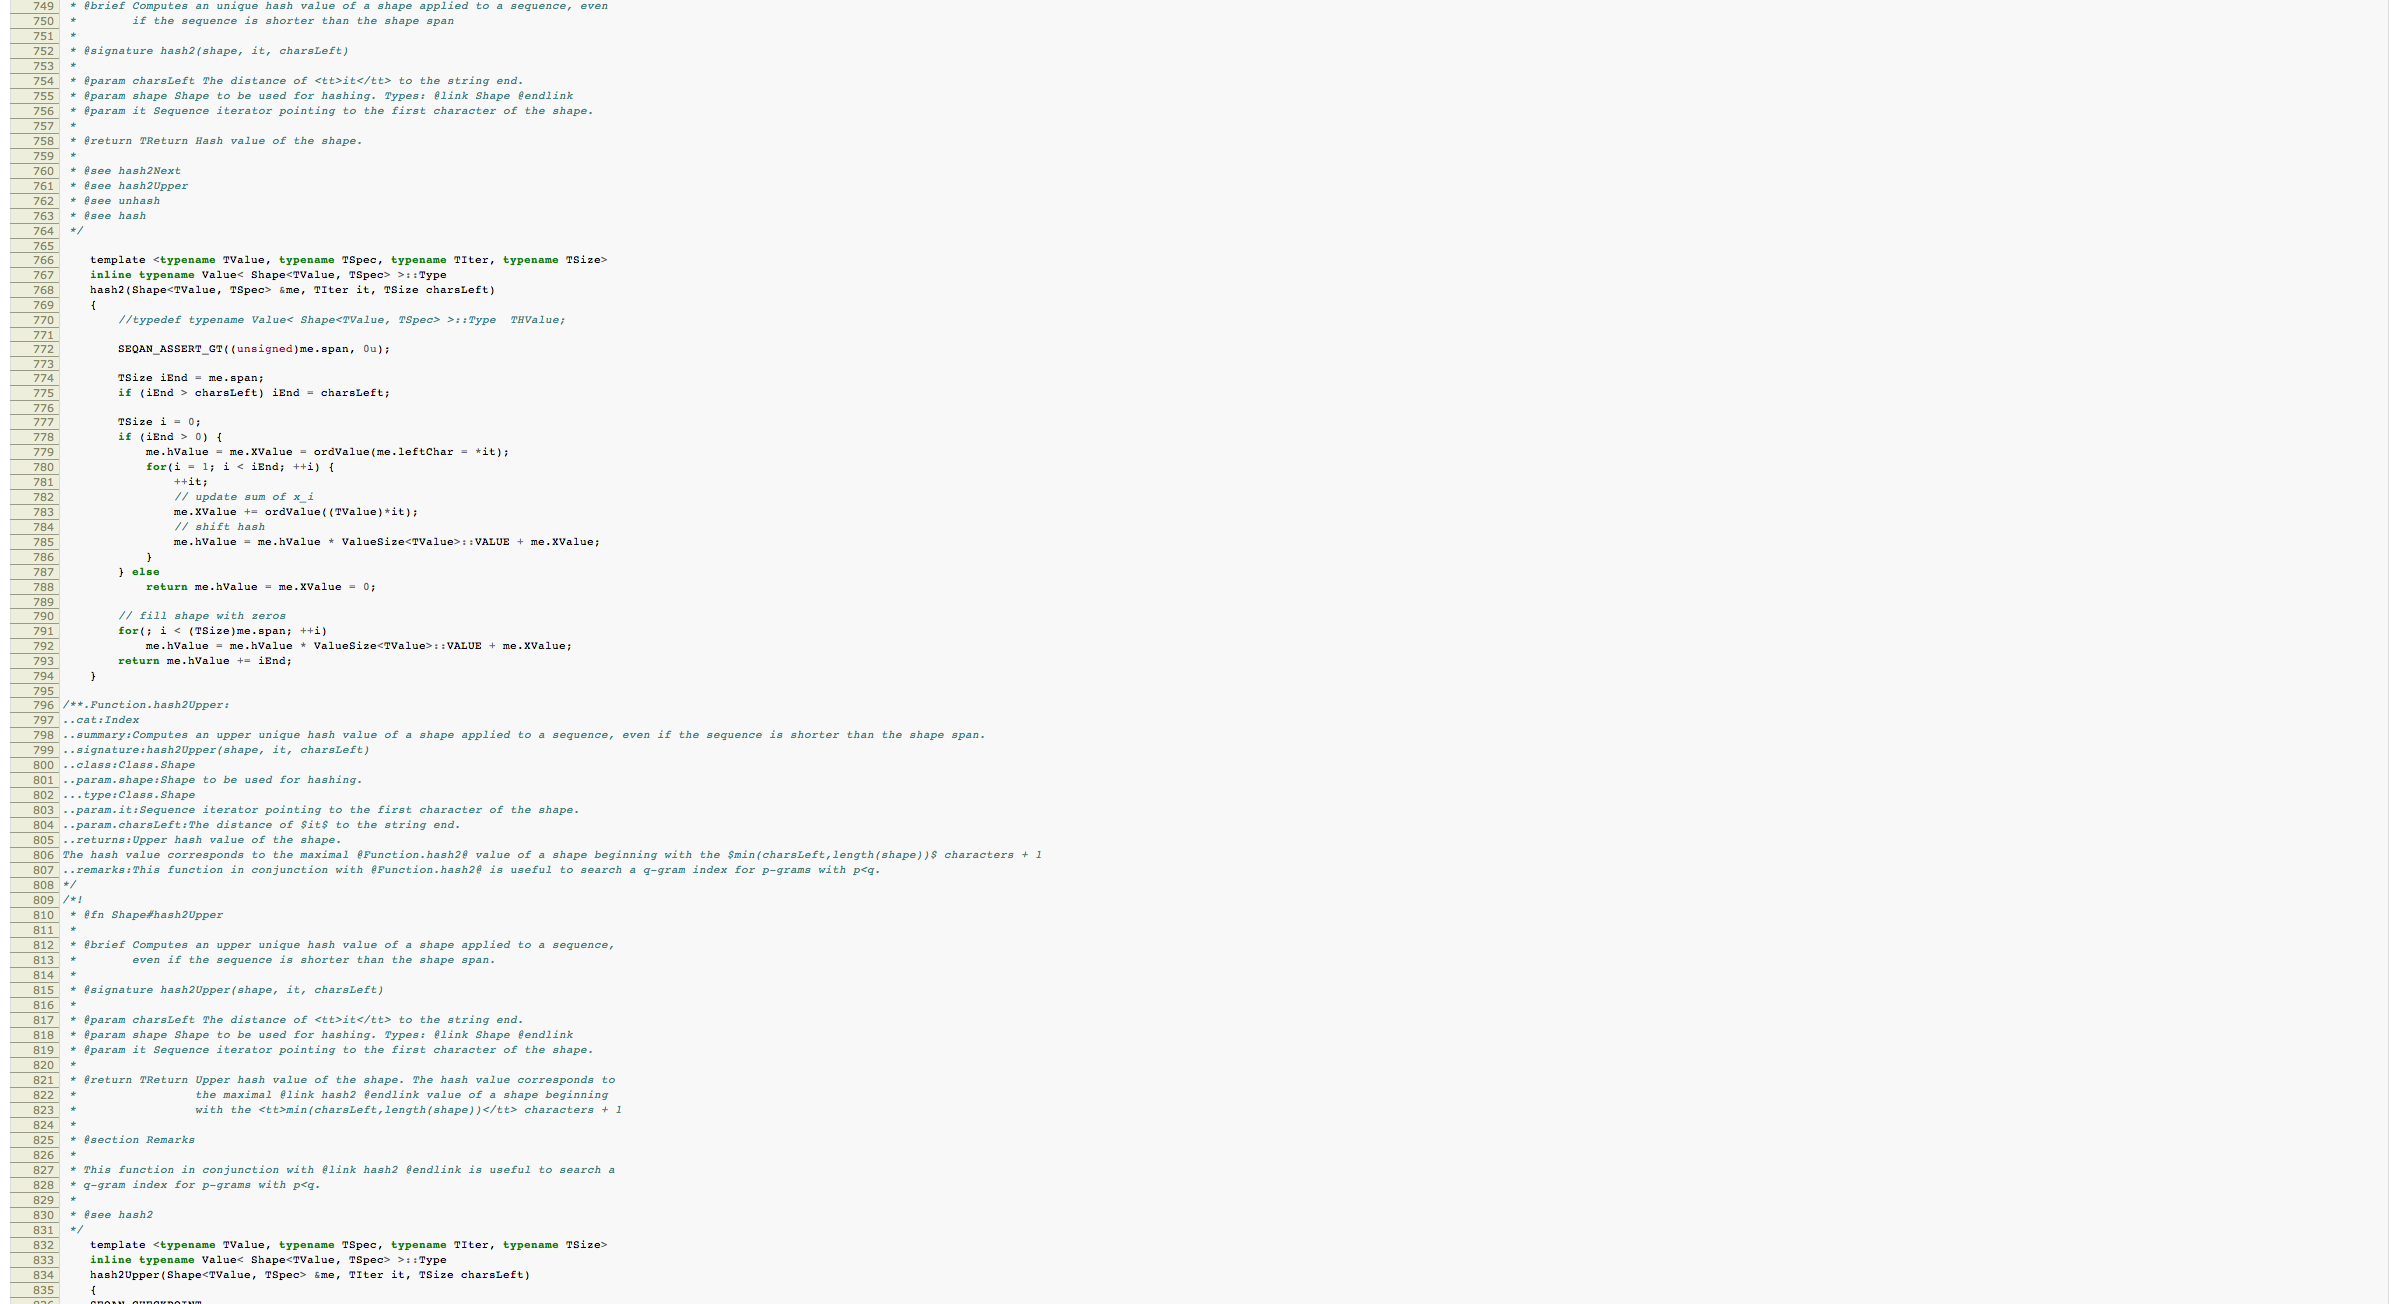 749 * @brief Computes an unique hash value of a shape applied to a sequence, even
750 *        if the sequence is shorter than the shape span
751 *
752 * @signature hash2(shape, it, charsLeft)
753 *
754 * @param charsLeft The distance of <tt>it</tt> to the string end.
755 * @param shape Shape to be used for hashing. Types: @link Shape @endlink
756 * @param it Sequence iterator pointing to the first character of the shape.
757 *
758 * @return TReturn Hash value of the shape.
759 *
760 * @see hash2Next
761 * @see hash2Upper
762 * @see unhash
763 * @see hash
764 */
765
766    template <typename TValue, typename TSpec, typename TIter, typename TSize>
767    inline typename Value< Shape<TValue, TSpec> >::Type
768    hash2(Shape<TValue, TSpec> &me, TIter it, TSize charsLeft)
769    {
770        //typedef typename Value< Shape<TValue, TSpec> >::Type  THValue;
771
772        SEQAN_ASSERT_GT((unsigned)me.span, 0u);
773
774        TSize iEnd = me.span;
775        if (iEnd > charsLeft) iEnd = charsLeft;
776
777        TSize i = 0;
778        if (iEnd > 0) {
779            me.hValue = me.XValue = ordValue(me.leftChar = *it);
780            for(i = 1; i < iEnd; ++i) {
781                ++it;
782                // update sum of x_i
783                me.XValue += ordValue((TValue)*it);
784                // shift hash
785                me.hValue = me.hValue * ValueSize<TValue>::VALUE + me.XValue;
786            }
787        } else
788            return me.hValue = me.XValue = 0;
789
790        // fill shape with zeros
791        for(; i < (TSize)me.span; ++i)
792            me.hValue = me.hValue * ValueSize<TValue>::VALUE + me.XValue;
793        return me.hValue += iEnd;
794    }
795
796 /**.Function.hash2Upper:
797 ..cat:Index
798 ..summary:Computes an upper unique hash value of a shape applied to a sequence, even if the sequence is shorter than the shape span.
799 ..signature:hash2Upper(shape, it, charsLeft)
800 ..class:Class.Shape
801 ..param.shape:Shape to be used for hashing.
802 ...type:Class.Shape
803 ..param.it:Sequence iterator pointing to the first character of the shape.
804 ..param.charsLeft:The distance of $it$ to the string end.
805 ..returns:Upper hash value of the shape.
806 The hash value corresponds to the maximal @Function.hash2@ value of a shape beginning with the $min(charsLeft,length(shape))$ characters + 1
807 ..remarks:This function in conjunction with @Function.hash2@ is useful to search a q-gram index for p-grams with p<q.
808 */
809 /*!
810 * @fn Shape#hash2Upper
811 *
812 * @brief Computes an upper unique hash value of a shape applied to a sequence,
813 *        even if the sequence is shorter than the shape span.
814 *
815 * @signature hash2Upper(shape, it, charsLeft)
816 *
817 * @param charsLeft The distance of <tt>it</tt> to the string end.
818 * @param shape Shape to be used for hashing. Types: @link Shape @endlink
819 * @param it Sequence iterator pointing to the first character of the shape.
820 *
821 * @return TReturn Upper hash value of the shape. The hash value corresponds to
822 *                 the maximal @link hash2 @endlink value of a shape beginning
823 *                 with the <tt>min(charsLeft,length(shape))</tt> characters + 1
824 *
825 * @section Remarks
826 *
827 * This function in conjunction with @link hash2 @endlink is useful to search a
828 * q-gram index for p-grams with p<q.
829 *
830 * @see hash2
831 */
832    template <typename TValue, typename TSpec, typename TIter, typename TSize>
833    inline typename Value< Shape<TValue, TSpec> >::Type
834    hash2Upper(Shape<TValue, TSpec> &me, TIter it, TSize charsLeft)
835    {
836    SEQAN_CHECKPOINT